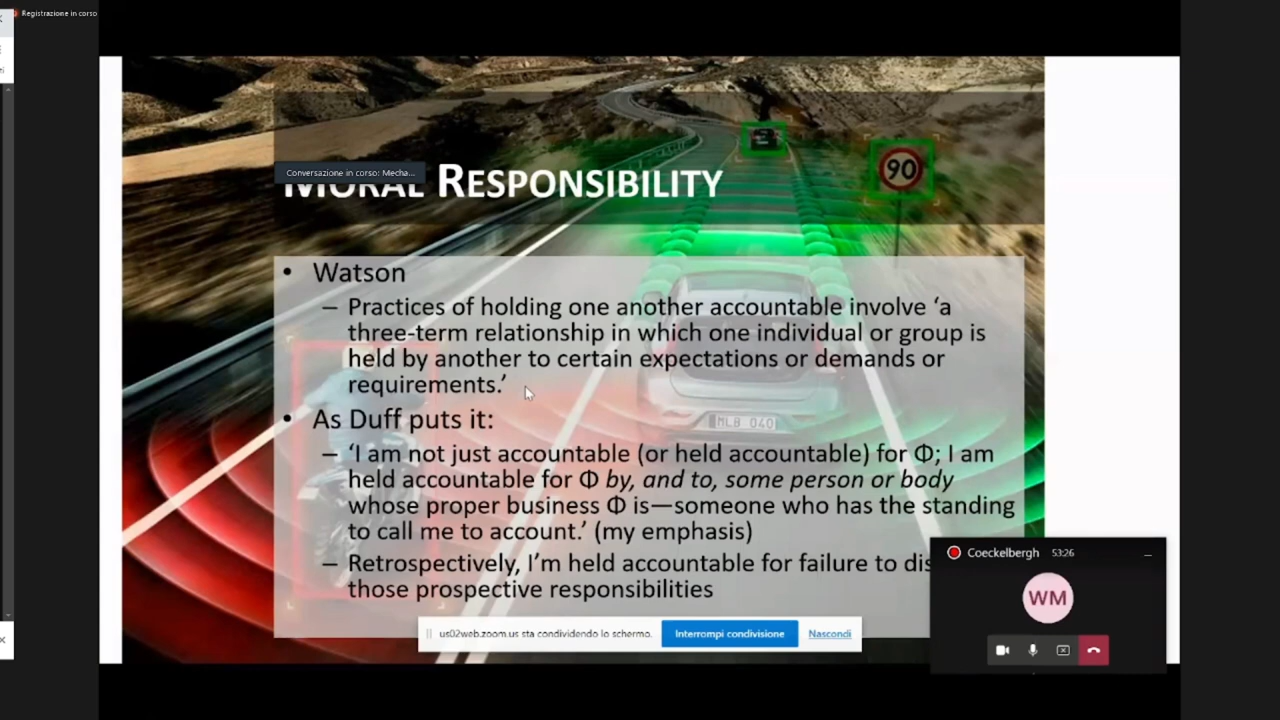 Registrazione in corso
Conversazione in corso: Mecha...
MORAL RESPONSIBILITY
90
• Watson
– Practices of holding one another accountable involve ‘a
three-term relationship in which one individual or group is
held by another to certain expectations or demands or
requirements.’
MLB 040
• As Duff puts it:
– ‘I am not just accountable (or held accountable) for Φ; I am
held accountable for Φ by, and to, some person or body
whose proper business Φ is—someone who has the standing
to call me to account.’ (my emphasis)
– Retrospectively, I’m held accountable for failure to dis
those prospective responsibilities
Coeckelbergh 53:26
WM
us02web.zoom.us sta condividendo lo schermo. Interrompi condivisione Nascondi